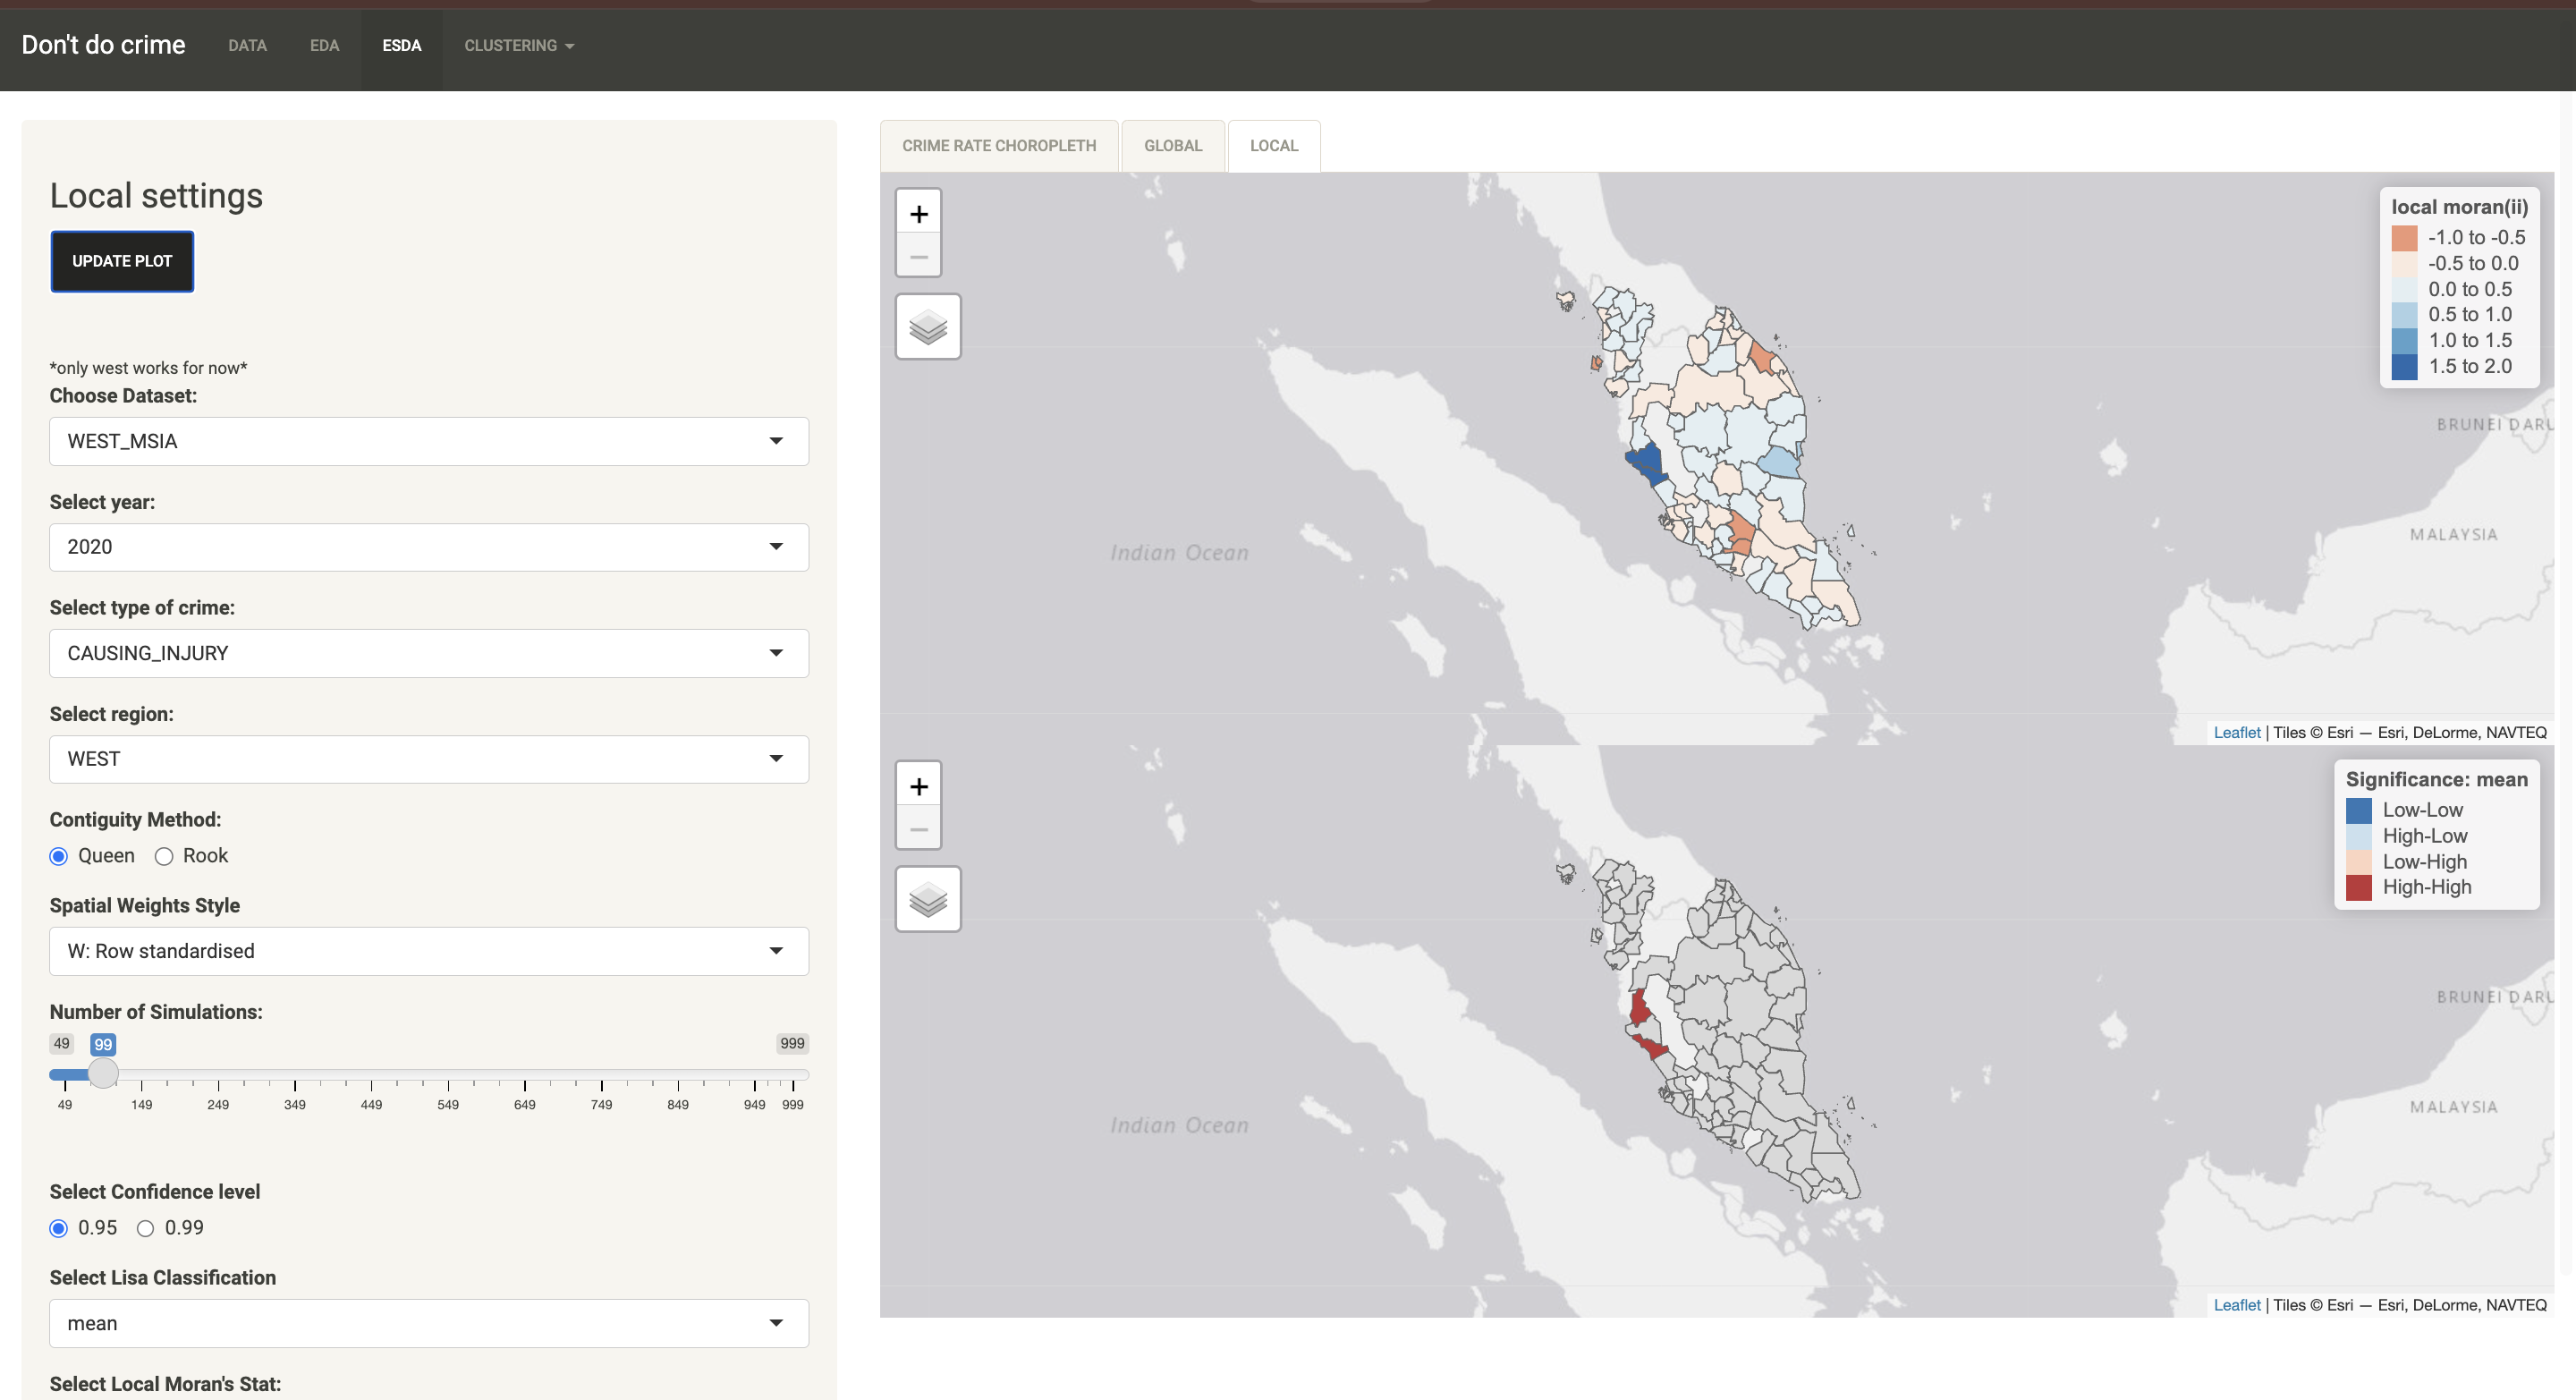 Don't do crime DATA EDA ESDA CLUSTERING
Local settings
UPDATE PLOT
*only west works for now*
Choose Dataset:
WEST_MSIA
Select year:
2020
Select type of crime:
CAUSING_INJURY
Select region:
WEST
Contiguity Method:
Queen Rook
Spatial Weights Style
W: Row standardised
Number of Simulations:
49 99 999
49 149 249 349 449 549 649 749 849 949 999
Select Confidence level
0.95 0.99
Select Lisa Classification
mean
Select Local Moran's Stat:
CRIME RATE CHOROPLETH GLOBAL LOCAL
+
−
local moran(ii)
-1.0 to -0.5
-0.5 to 0.0
0.0 to 0.5
0.5 to 1.0
1.0 to 1.5
1.5 to 2.0
BRUNEI DARU
MALAYSIA
Indian Ocean
Leaflet | Tiles © Esri — Esri, DeLorme, NAVTEQ
+
−
Significance: mean
Low-Low
High-Low
Low-High
High-High
BRUNEI DARU
MALAYSIA
Indian Ocean
Leaflet | Tiles © Esri — Esri, DeLorme, NAVTEQ